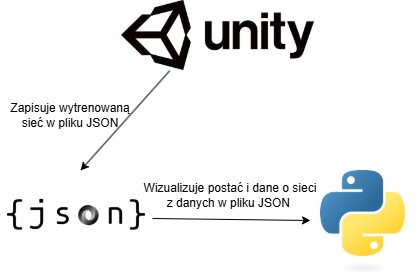 unity
Zapisuje wytrenowaną
sieć w pliku JSON
Wizualizuje postać i dane o sieci
z danych w pliku JSON
{json}